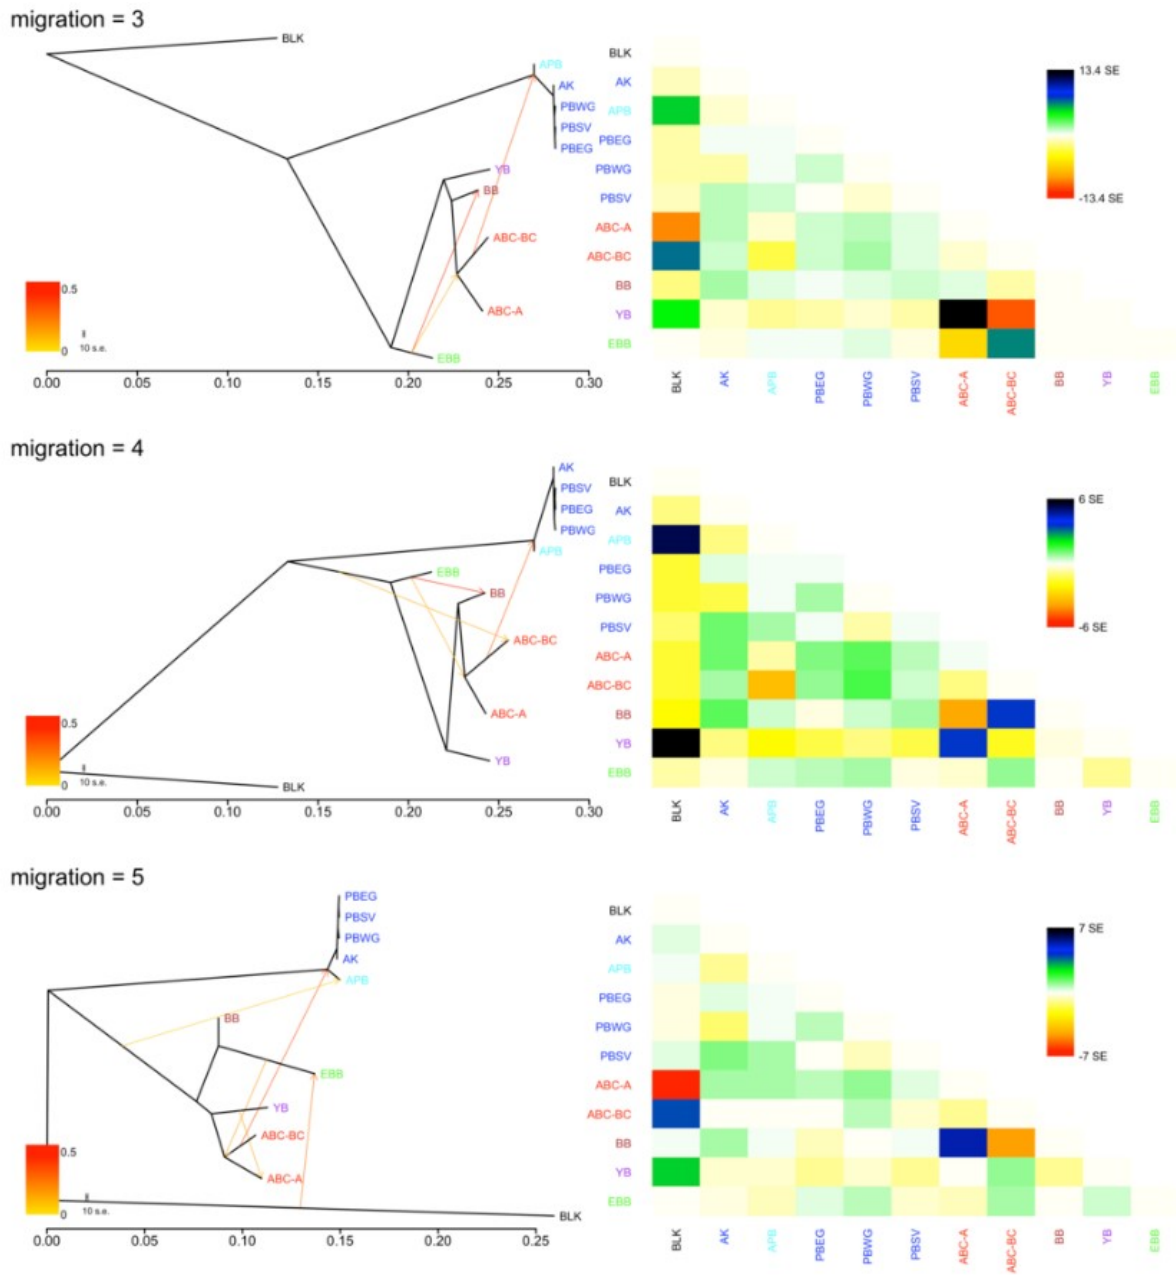 migration = 3
BLK
APB
AK
PBWG
PBSV
PBEG
YB
BB
ABC-BC
ABC-A
EBB
0.5
0
10 s.e.
0.00 0.05 0.10 0.15 0.20 0.25 0.30
BLK
AK
APB
PBEG
PBWG
PBSV
ABC-A
ABC-BC
BB
YB
EBB
BLK AK APB PBEG PBWG PBSV ABC-A ABC-BC BB YB EBB
13.4 SE
-13.4 SE
migration = 4
AK
PBSV
PBEG
PBWG
APB
EBB
BB
ABC-BC
ABC-A
YB
BLK
0.5
0
10 s.e.
0.00 0.05 0.10 0.15 0.20 0.25 0.30
BLK
AK
APB
PBEG
PBWG
PBSV
ABC-A
ABC-BC
BB
YB
EBB
BLK AK APB PBEG PBWG PBSV ABC-A ABC-BC BB YB EBB
6 SE
-6 SE
migration = 5
PBEG
PBSV
PBWG
AK
APB
BB
EBB
YB
ABC-BC
ABC-A
BLK
0.5
0
10 s.e.
0.00 0.05 0.10 0.15 0.20 0.25
BLK
AK
APB
PBEG
PBWG
PBSV
ABC-A
ABC-BC
BB
YB
EBB
BLK AK APB PBEG PBWG PBSV ABC-A ABC-BC BB YB EBB
7 SE
-7 SE